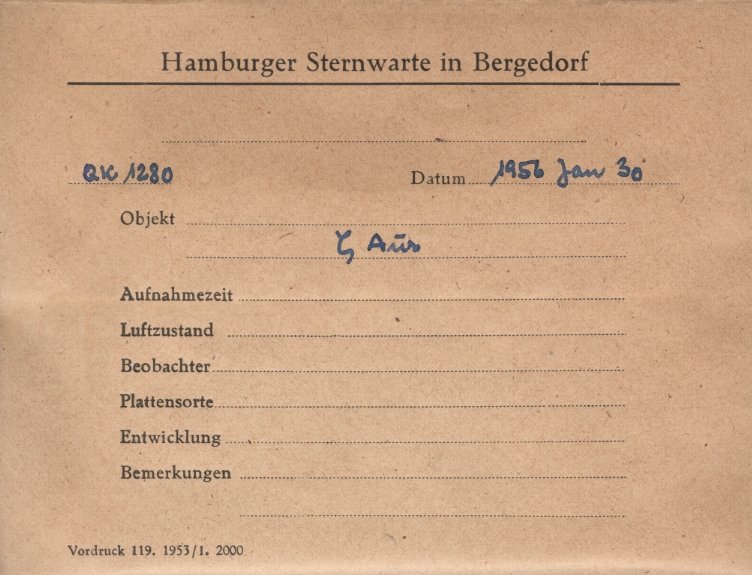 Hamburger Sternwarte in Bergedorf
QK 1280 Datum 1956 Jan 30
Objekt
ζ Aur
Aufnahmezeit
Luftzustand
Beobachter
Plattensorte
Entwicklung
Bemerkungen
Vordruck 119. 1953/1. 2000